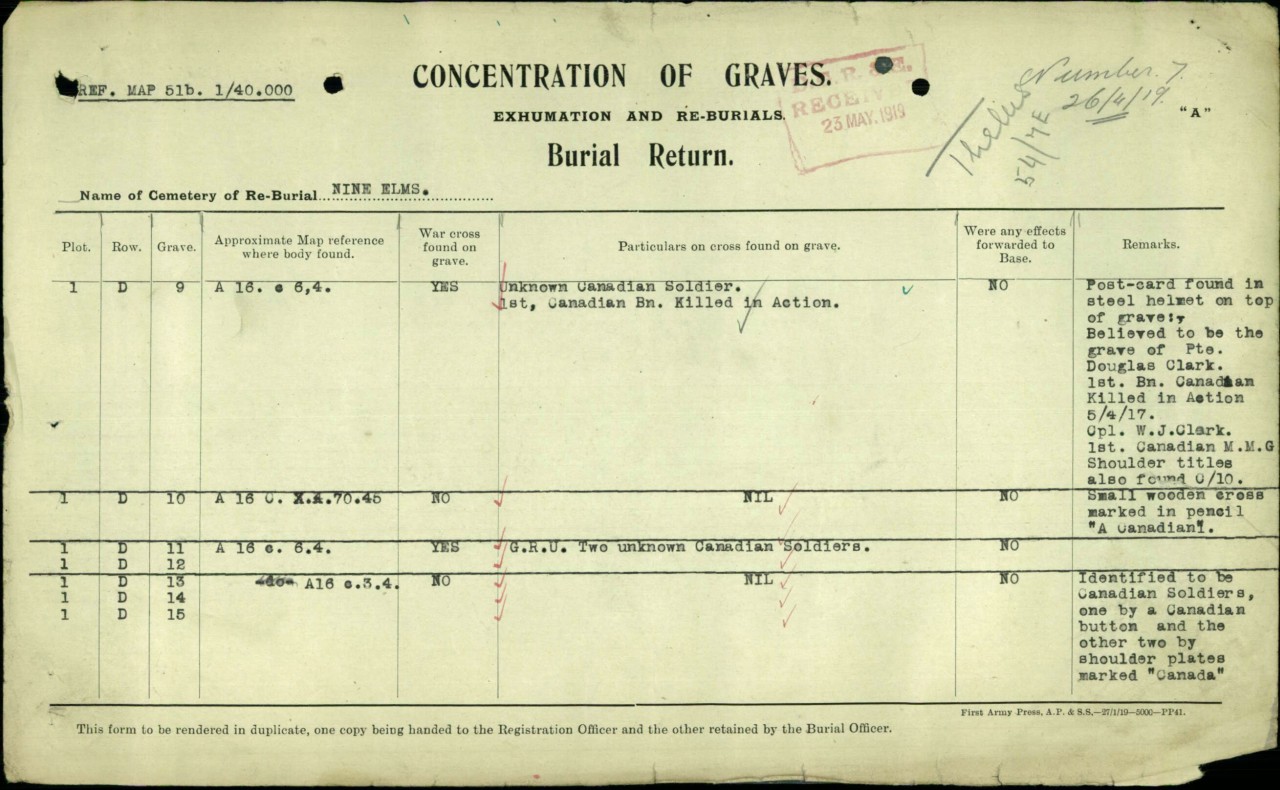 REF. MAP 51b. 1/40.000
CONCENTRATION OF GRAVES.
EXHUMATION AND RE-BURIALS.
Burial Return.
RECEIV
23 MAY.1919
Number. 7.
26/4/19.
Thelus
54/7E
"A"
Name of Cemetery of Re-Burial NINE ELMS.
Plot. Row. Grave. Approximate Map reference where body found. War cross found on grave. Particulars on cross found on grave. Were any effects forwarded to Base. Remarks.
1 D 9 A 16. c 6,4. YES Unknown Canadian Soldier. NO Post-card found in
1st, Canadian Bn. Killed in Action. steel helmet on top
of grave:,
Believed to be the
grave of Pte.
Douglas Clark.
1st. Bn. Canadian
Killed in Action
5/4/17.
Cpl. W.J.Clark.
1st. Canadian M.M.G
Shoulder titles
also found C/10.
1 D 10 A 16 C. X.X.70.45 NO NIL NO Small wooden cross
marked in pencil
"A Canadian".
1 D 11 A 16 c. 6.4. YES G.R.U. Two unknown Canadian Soldiers. NO
1 D 12
1 D 13 -do- A16 c.3.4. NO NIL NO Identified to be
1 D 14 Canadian Soldiers,
1 D 15 one by a Canadian
button and the
other two by
shoulder plates
marked "Canada"
First Army Press, A.P. & S.S.—27/1/19—5000—PP41.
This form to be rendered in duplicate, one copy being handed to the Registration Officer and the other retained by the Burial Officer.